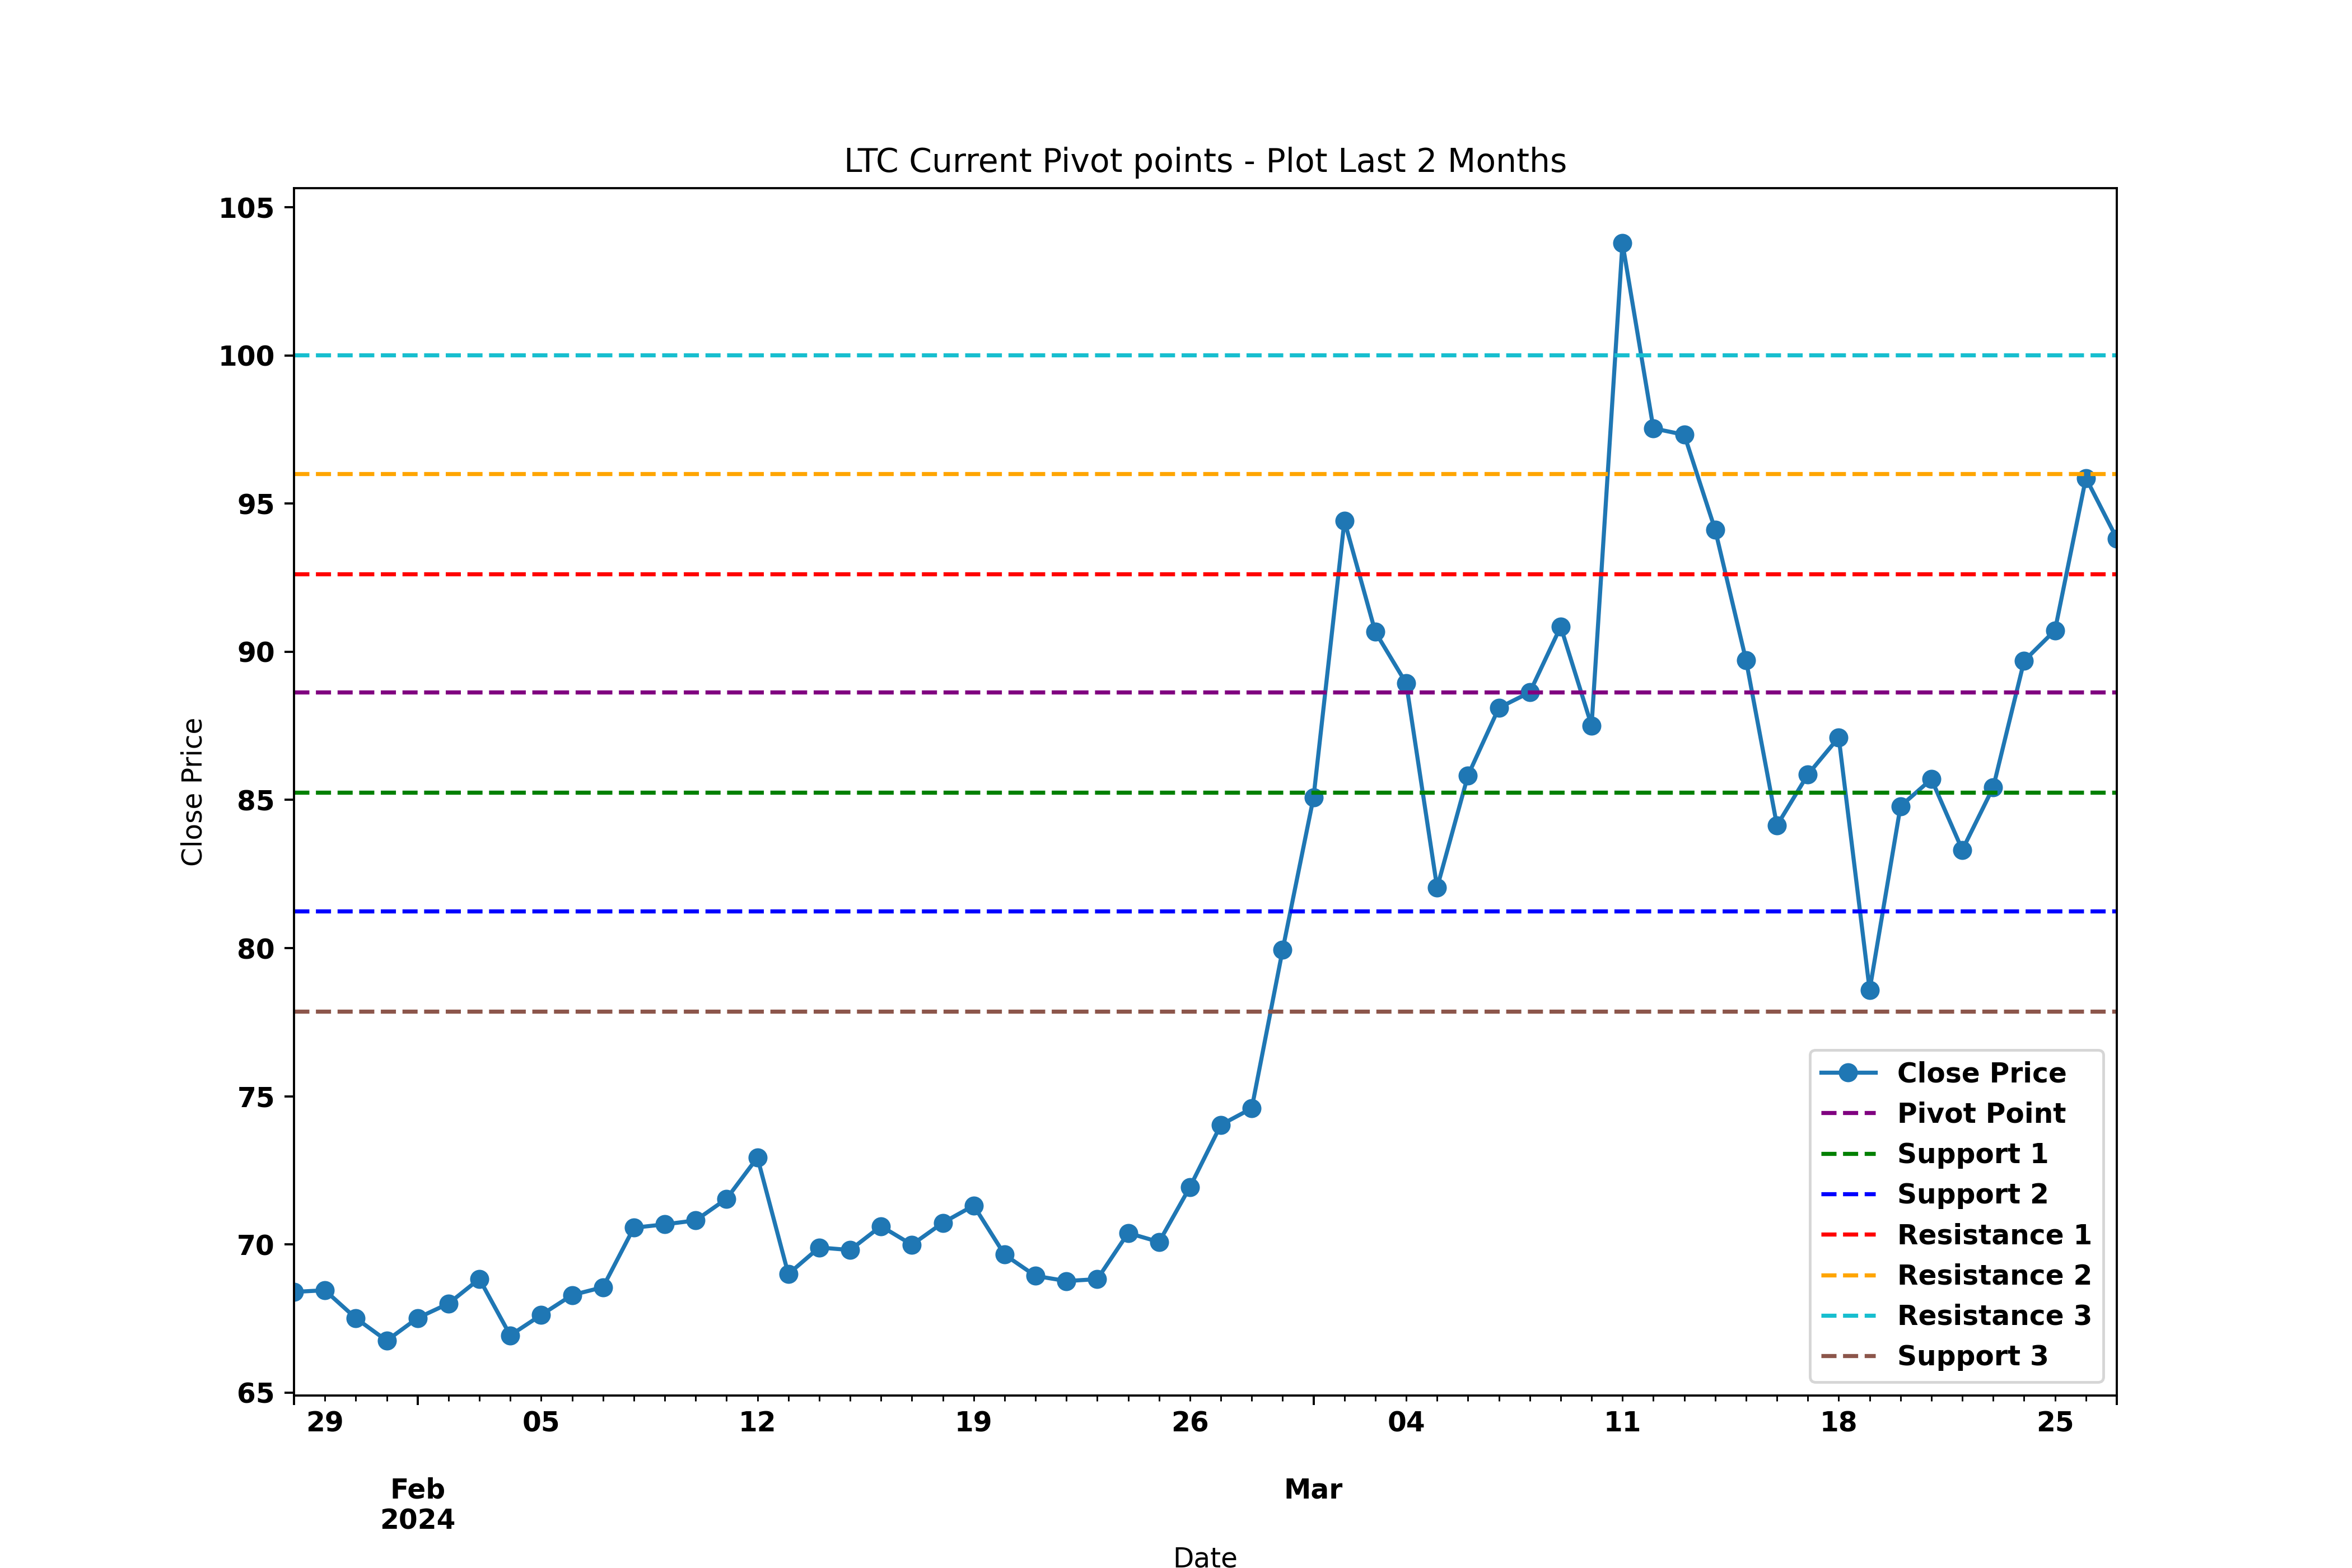 LTC Current Pivot points - Plot Last 2 Months
105
100
95
90
85
80
75
70
65
Close Price
Close Price
Pivot Point
Support 1
Support 2
Resistance 1
Resistance 2
Resistance 3
Support 3
29 05 12 19 26 04 11 18 25
Feb Mar
2024
Date